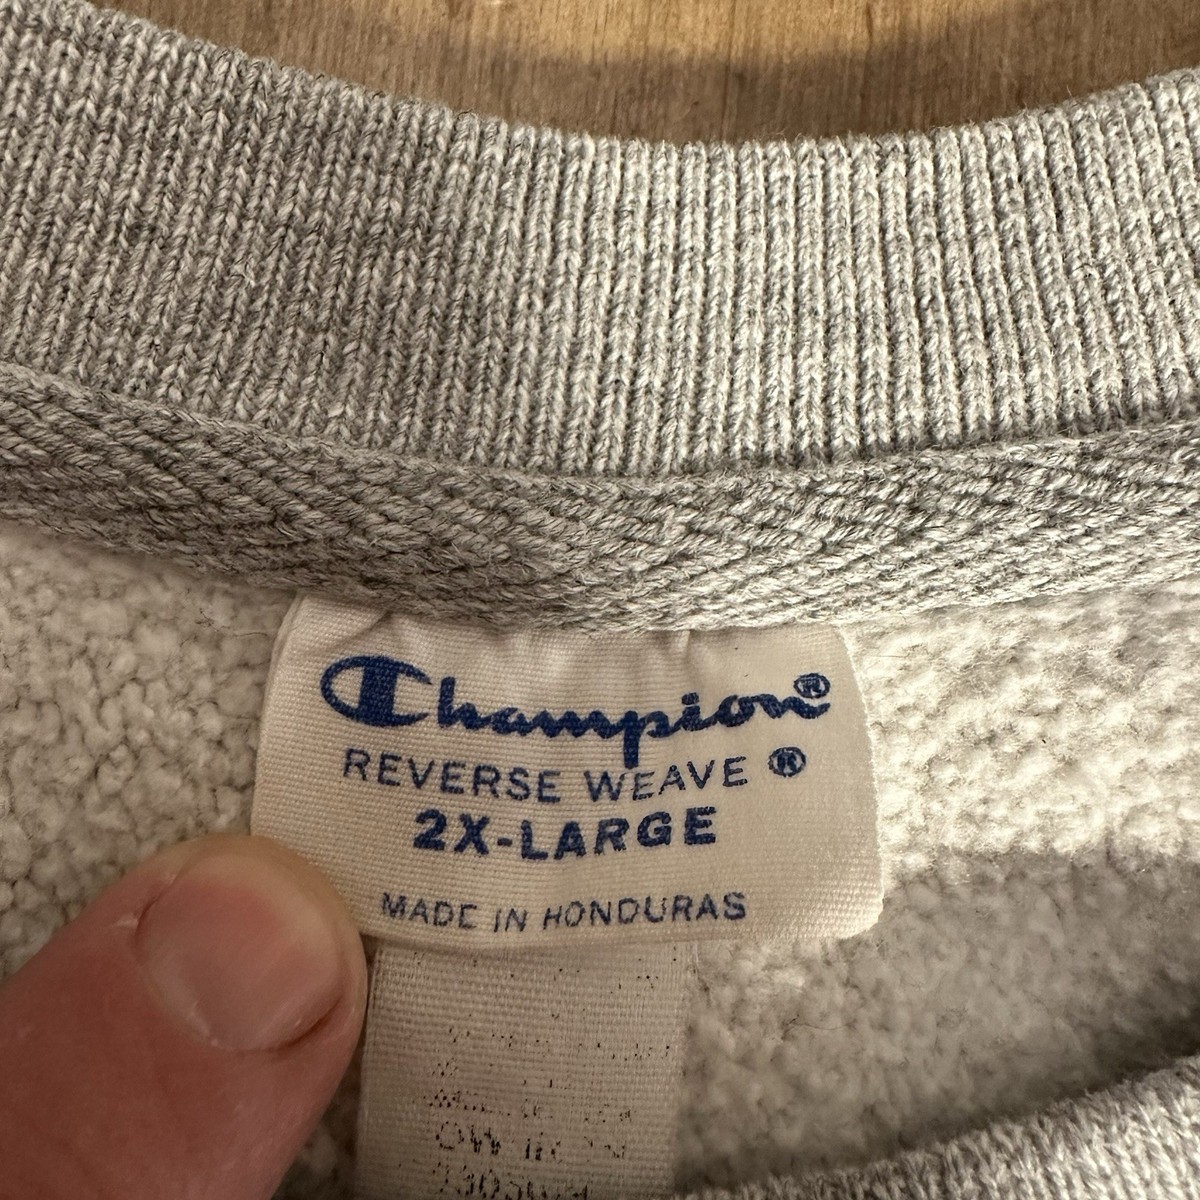 Champion®
REVERSE WEAVE ®
2X-LARGE
MADE IN HONDURAS